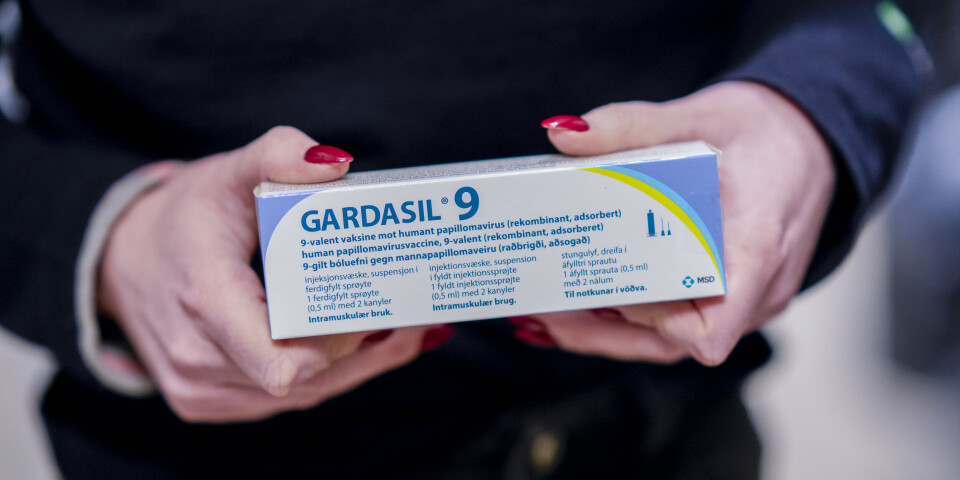 GARDASIL® 9
9-valent vaksine mot humant papillomavirus (rekombinant, adsorbert)
human papillomavirusvaccine, 9-valent (rekombinant, adsorberet)
9-gilt bóluefni gegn mannapapillomaveiru (raðbrigði, aðsogað)
injeksjonsvæske, suspensjon i
ferdigfylt sprøyte
1 ferdigfylt sprøyte
(0,5 ml) med 2 kanyler
Intramuskulær bruk.
injektionsvæske, suspension
i fyldt injektionssprøjte
1 fyldt injektionssprøjte
(0,5 ml) med 2 kanyler
Intramuskulær brug.
stungulyf, dreifa í
áfylltri sprautu
1 áfyllt sprauta (0,5 ml)
með 2 nálum
Til notkunar í vöðva.
MSD